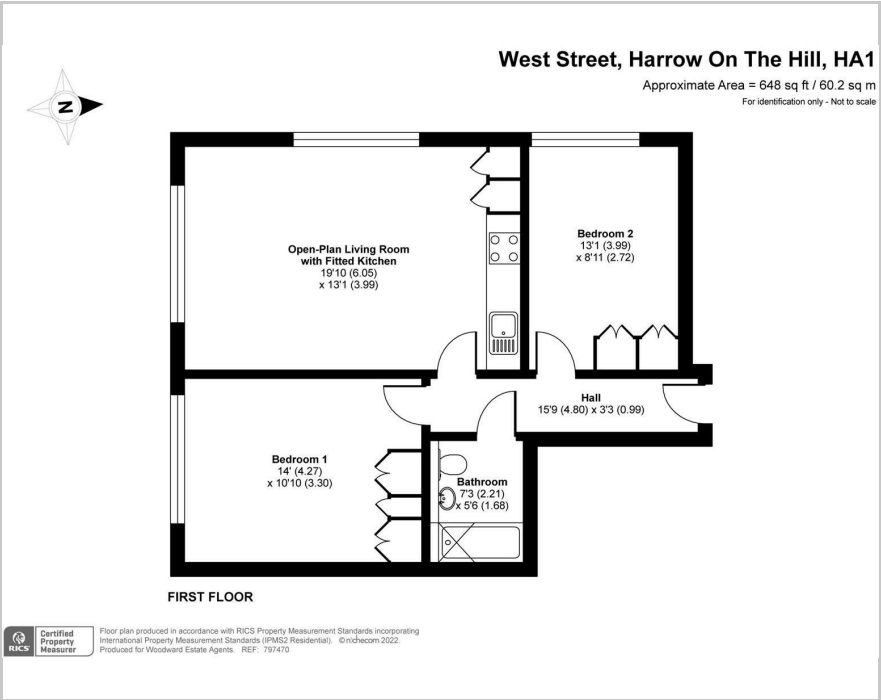 West Street, Harrow On The Hill, HA1
Approximate Area = 648 sq ft / 60.2 sq m
For identification only - Not to scale
N
Open-Plan Living Room
with Fitted Kitchen
19'10 (6.05)
x 13'1 (3.99)
Bedroom 2
13'1 (3.99)
x 8'11 (2.72)
Hall
15'9 (4.80) x 3'3 (0.99)
Bedroom 1
14' (4.27)
x 10'10 (3.30)
Bathroom
7'3 (2.21)
x 5'6 (1.68)
FIRST FLOOR
RICS
Certified
Property
Measurer
Floor plan produced in accordance with RICS Property Measurement Standards incorporating
International Property Measurement Standards (IPMS2 Residential). © nichecom 2022.
Produced for Woodward Estate Agents. REF: 797470